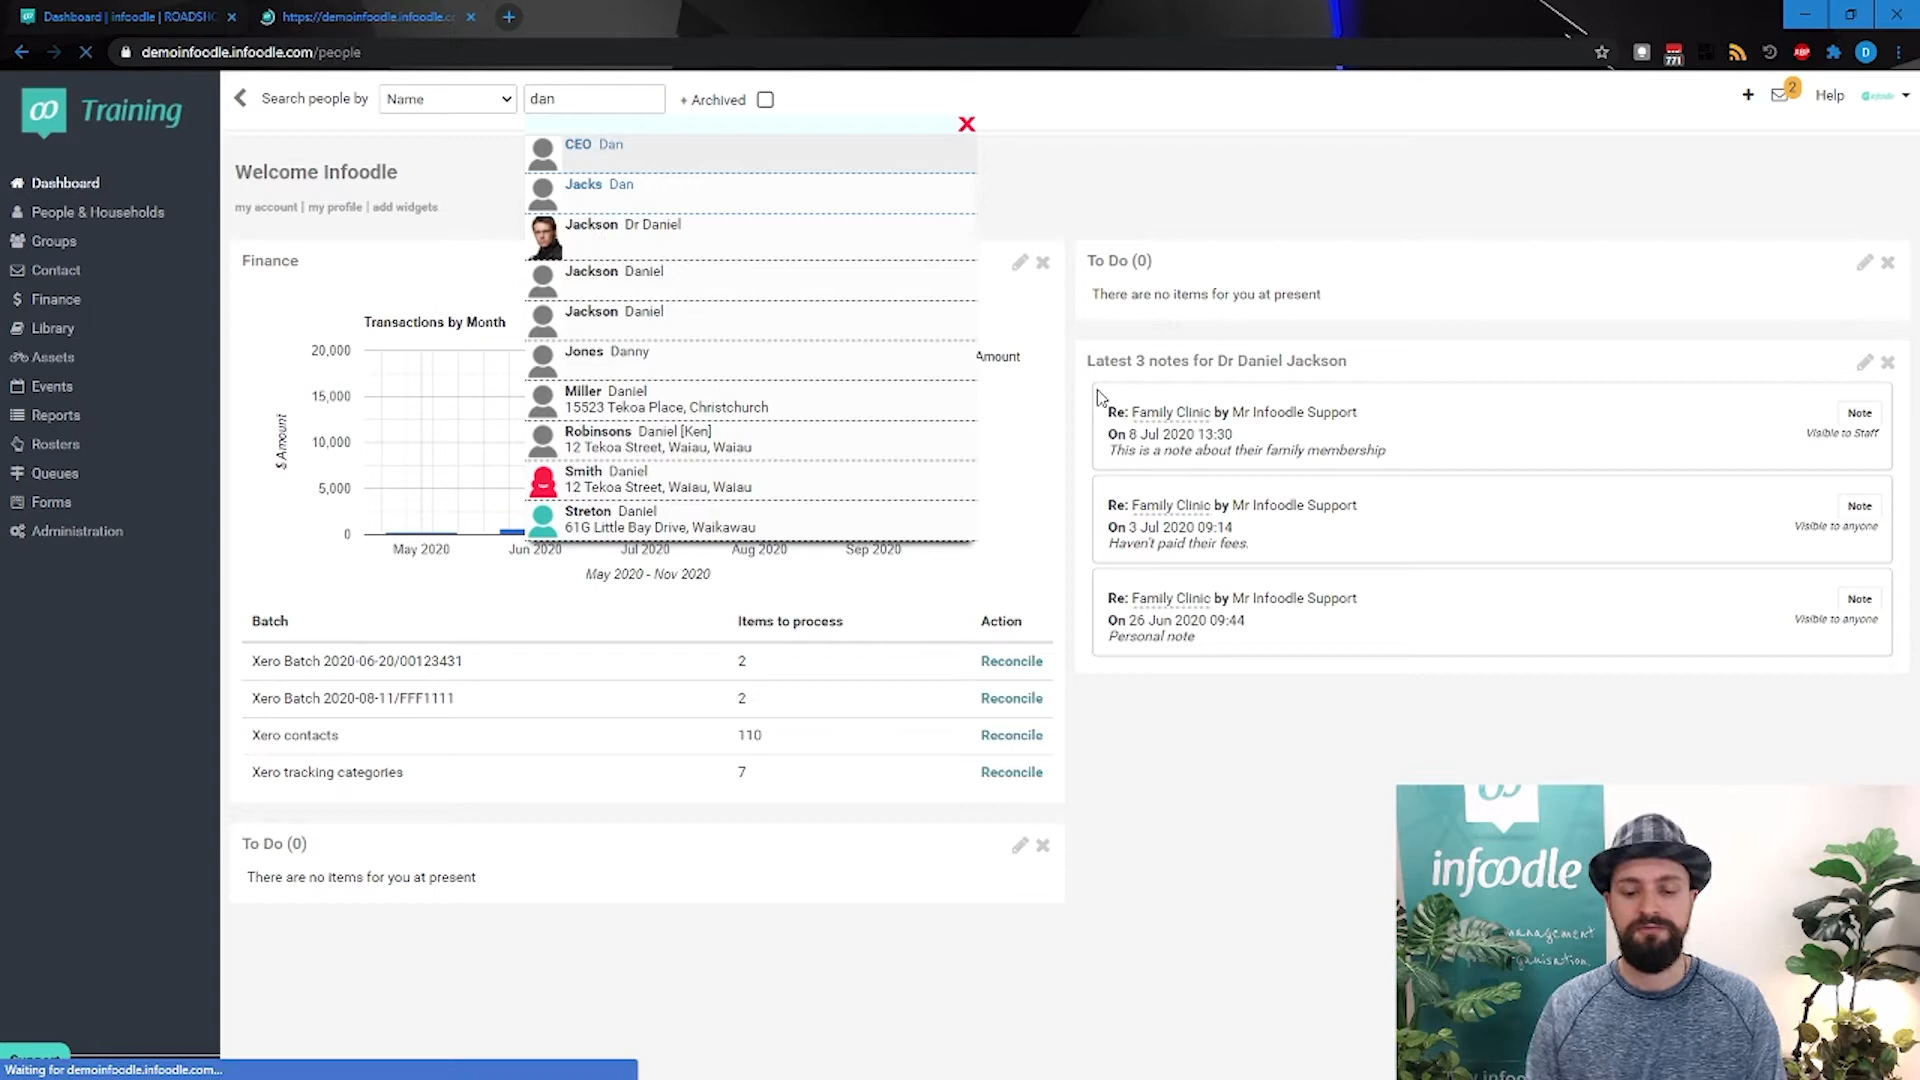 Dashboard | infoodle | ROADSHO
https://demoinfoodle.infoodle.co
demoinfoodle.infoodle.com/people
771
D
Training
Search people by
Name
dan
+ Archived
2
Help
infoodle
X
Dashboard
People & Households
Groups
Contact
Finance
Library
Assets
Events
Reports
Rosters
Queues
Forms
Administration
Welcome Infoodle
my account | my profile | add widgets
CEO Dan
Jacks Dan
Jackson Dr Daniel
Jackson Daniel
Jackson Daniel
Jones Danny
Miller Daniel
15523 Tekoa Place, Christchurch
Robinsons Daniel [Ken]
12 Tekoa Street, Waiau, Waiau
Smith Daniel
12 Tekoa Street, Waiau, Waiau
Streton Daniel
61G Little Bay Drive, Waikawau
Finance
Transactions by Month
Amount
20,000
15,000
10,000
5,000
0
$ Amount
May 2020
Jun 2020
Jul 2020
Aug 2020
Sep 2020
May 2020 - Nov 2020
Batch Items to process Action
Xero Batch 2020-06-20/00123431 2 Reconcile
Xero Batch 2020-08-11/FFF1111 2 Reconcile
Xero contacts 110 Reconcile
Xero tracking categories 7 Reconcile
To Do (0)
There are no items for you at present
To Do (0)
There are no items for you at present
Latest 3 notes for Dr Daniel Jackson
Re: Family Clinic by Mr Infoodle Support
Note
On 8 Jul 2020 13:30
Visible to Staff
This is a note about their family membership
Re: Family Clinic by Mr Infoodle Support
Note
On 3 Jul 2020 09:14
Visible to anyone
Haven't paid their fees.
Re: Family Clinic by Mr Infoodle Support
Note
On 26 Jun 2020 09:44
Visible to anyone
Personal note
infoodle
management
Support
Waiting for demoinfoodle.infoodle.com...